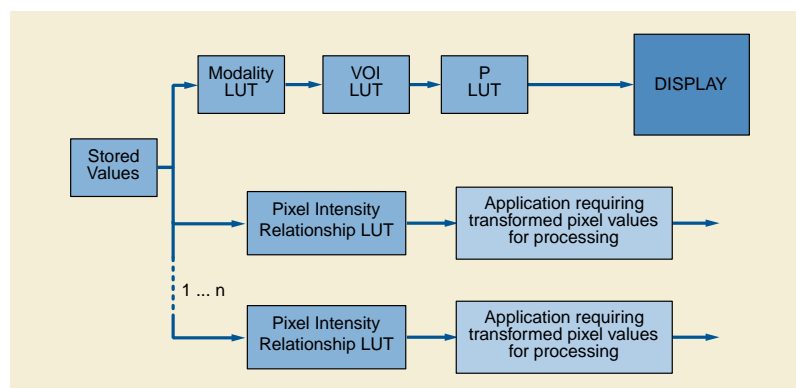 Modality
LUT
VOI
LUT
P
LUT
DISPLAY
Stored
Values
Pixel Intensity
Relationship LUT
Application requiring
transformed pixel values
for processing
1 ... n
Pixel Intensity
Relationship LUT
Application requiring
transformed pixel values
for processing